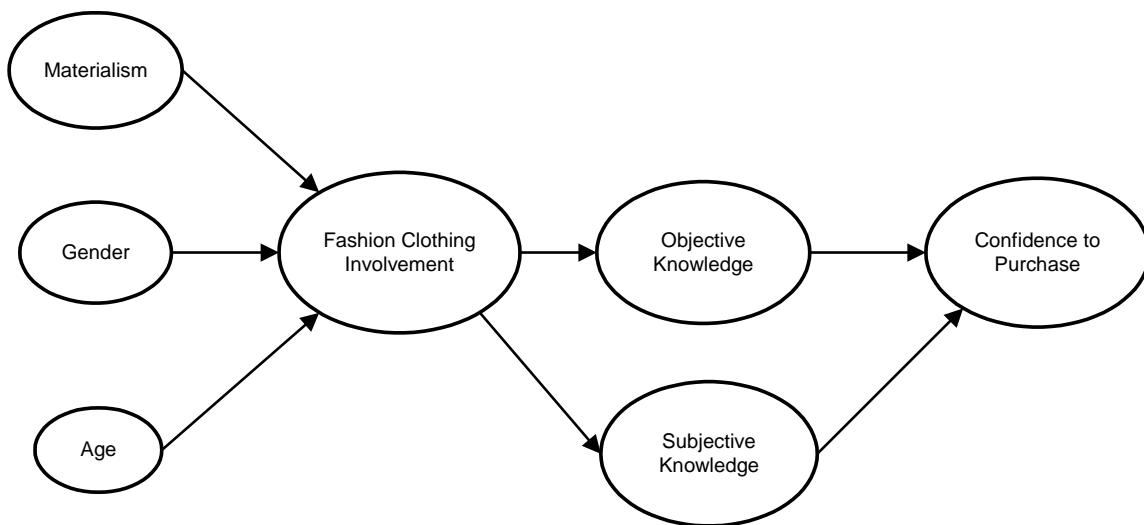 Materialism
Gender
Age
Fashion Clothing
Involvement
Objective
Knowledge
Subjective
Knowledge
Confidence to
Purchase